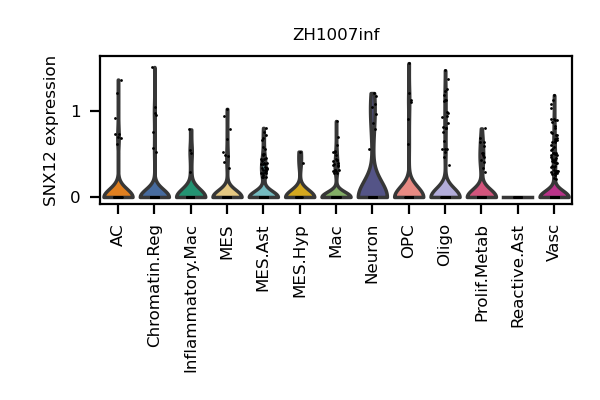 ZH1007inf
SNX12 expression
1
0
AC
Chromatin.Reg
Inflammatory.Mac
MES
MES.Ast
MES.Hyp
Mac
Neuron
OPC
Oligo
Prolif.Metab
Reactive.Ast
Vasc